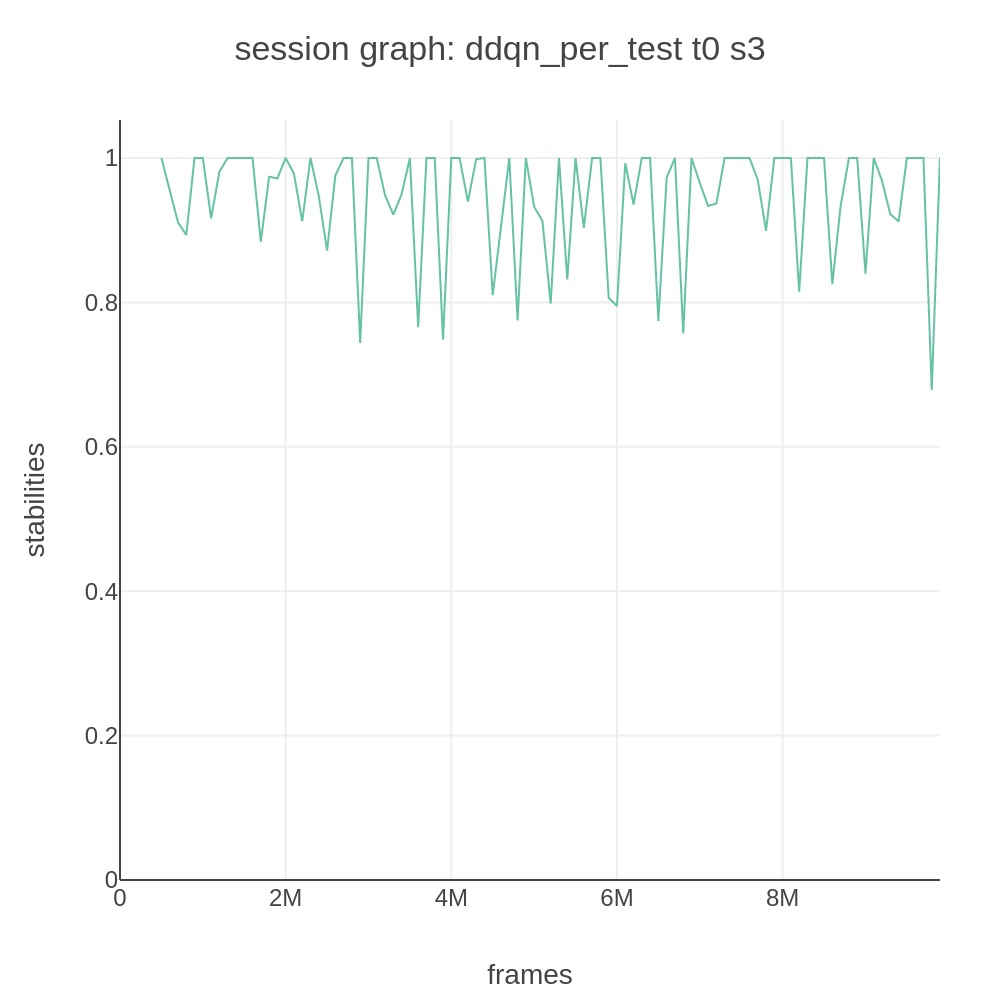 session graph: ddqn_per_test t0 s3
1
0.8
0.6
0.4
0.2
0
0
2M
4M
6M
8M
stabilities
frames